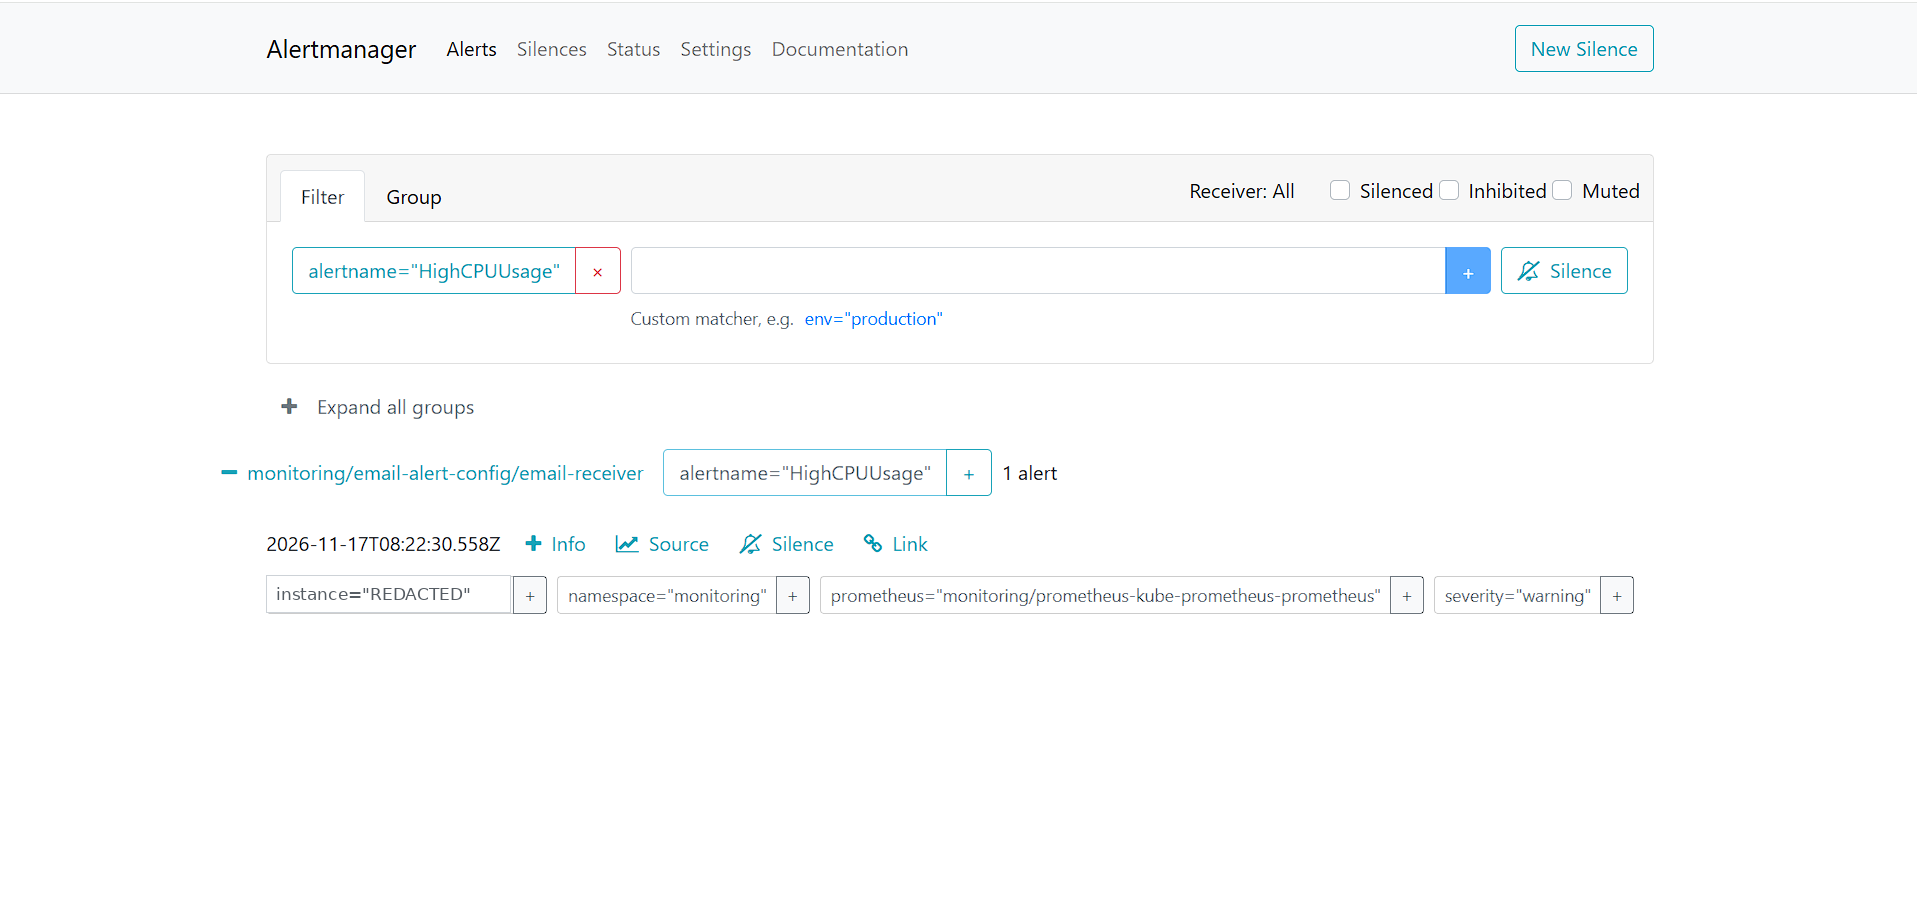 Alertmanager Alerts Silences Status Settings Documentation New Silence
Filter Group Receiver: All Silenced Inhibited Muted
alertname="HighCPUUsage" × + Silence
Custom matcher, e.g. env="production"
+ Expand all groups
monitoring/email-alert-config/email-receiver alertname="HighCPUUsage" + 1 alert
2026-11-17T08:22:30.558Z + Info Source Silence Link
instance="REDACTED" + namespace="monitoring" + prometheus="monitoring/prometheus-kube-prometheus-prometheus" + severity="warning" +